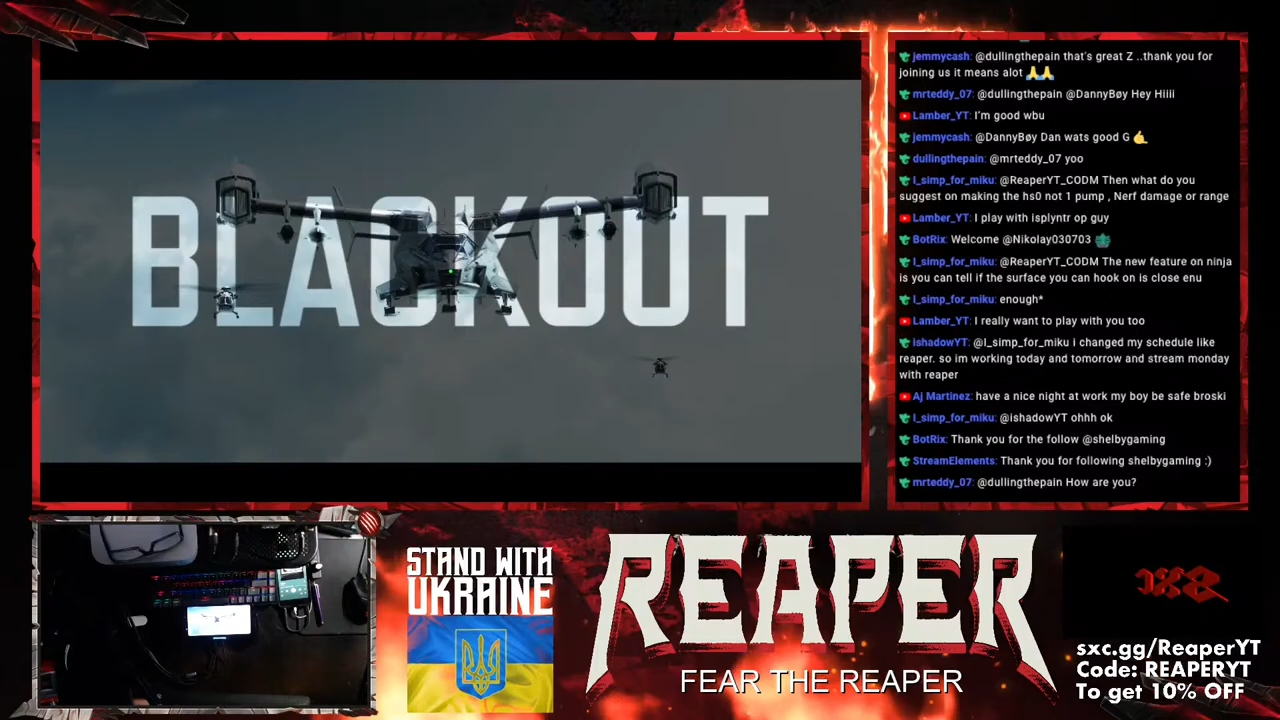 BLACKOUT
jemmycash: @dullingthepain that's great Z ..thank you for
joining us it means alot 🙏🙏
mrteddy_07: @dullingthepain @DannyBøy Hey Hiiii
Lamber_YT: I'm good wbu
jemmycash: @DannyBøy Dan wats good G 🤙
dullingthepain: @mrteddy_07 yoo
I_simp_for_miku: @ReaperYT_CODM Then what do you
suggest on making the hs0 not 1 pump , Nerf damage or range
Lamber_YT: I play with isplyntr op guy
BotRix: Welcome @Nikolay030703
I_simp_for_miku: @ReaperYT_CODM The new feature on ninja
is you can tell if the surface you can hook on is close enu
I_simp_for_miku: enough*
Lamber_YT: I really want to play with you too
ishadowYT: @I_simp_for_miku i changed my schedule like
reaper. so im working today and tomorrow and stream monday
with reaper
Aj Martinez: have a nice night at work my boy be safe broski
I_simp_for_miku: @ishadowYT ohhh ok
BotRix: Thank you for the follow @shelbygaming
StreamElements: Thank you for following shelbygaming :)
mrteddy_07: @dullingthepain How are you?
STAND WITH
UKRAINE
REAPER
FEAR THE REAPER
sxc.gg/ReaperYT
Code: REAPERYT
To get 10% OFF